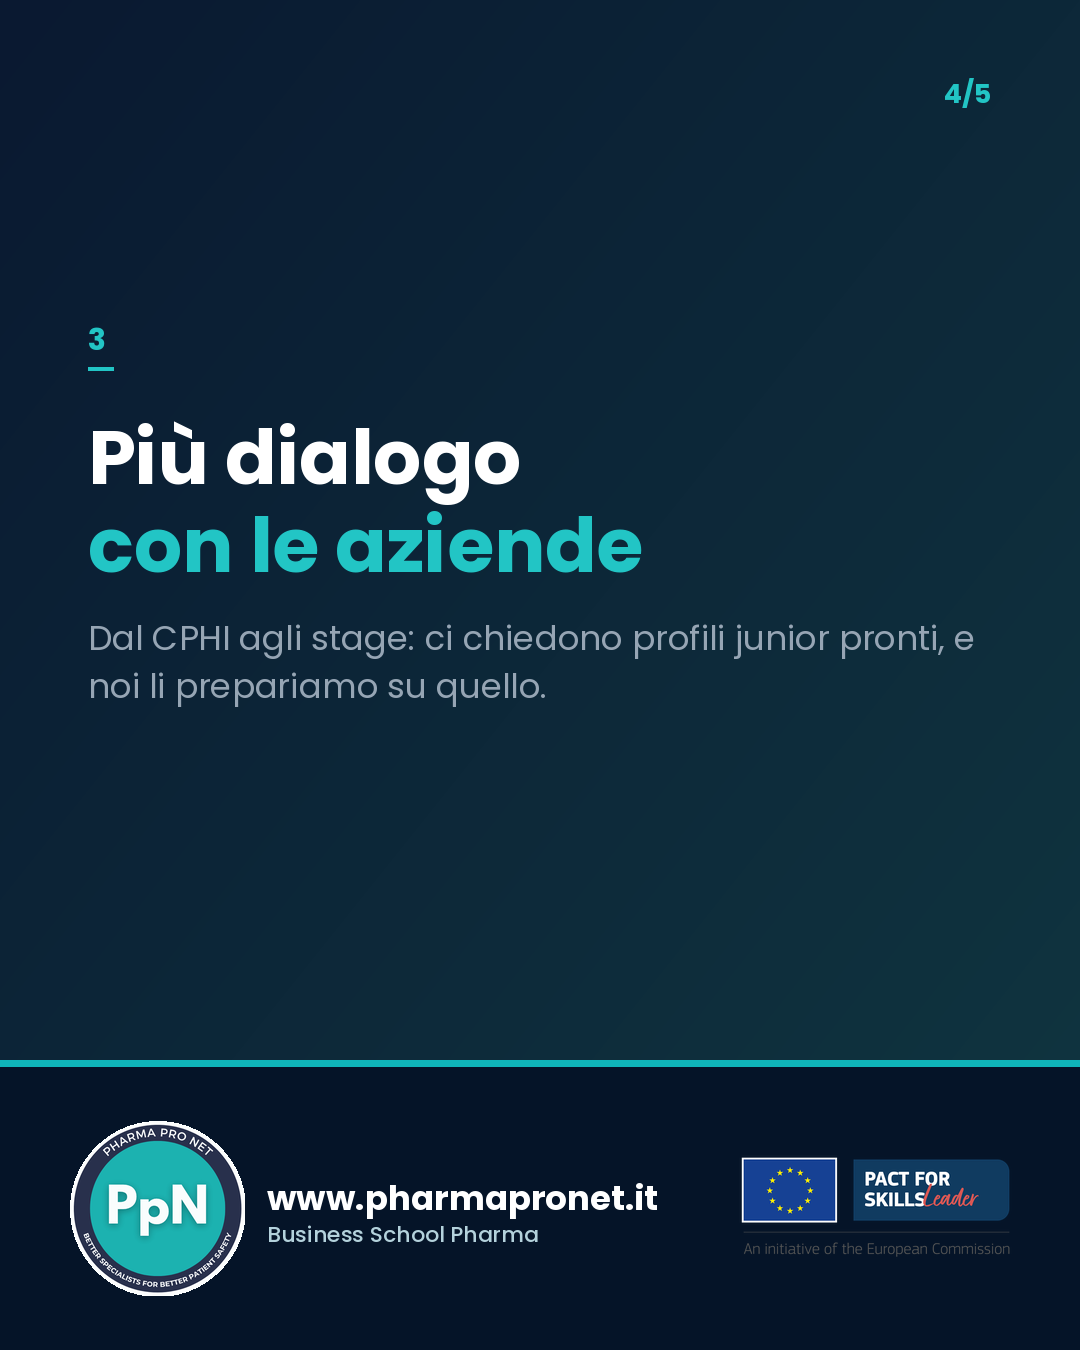 4/5
3
Più dialogo
con le aziende
Dal CPHI agli stage: ci chiedono profili junior pronti, e
noi li prepariamo su quello.
PHARMA PRO NET
PpN
BETTER SPECIALISTS FOR BETTER PATIENT SAFETY
www.pharmapronet.it
Business School Pharma
PACT FOR
SKILLS Leader
An initiative of the European Commission